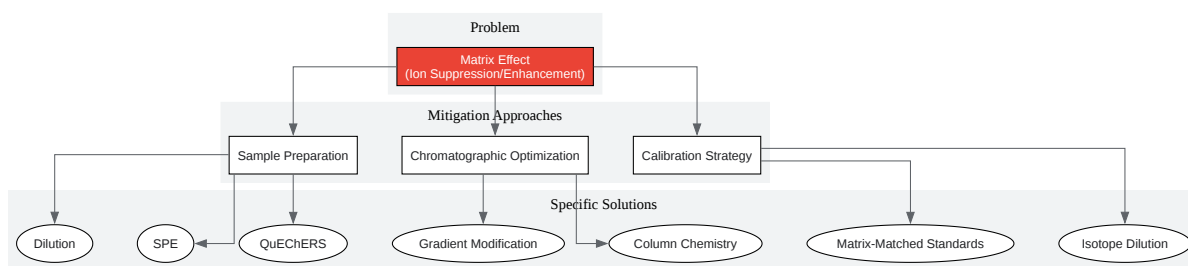 Problem
Matrix Effect
(Ion Suppression/Enhancement)
Mitigation Approaches
Sample Preparation
Chromatographic Optimization
Calibration Strategy
Specific Solutions
Dilution
SPE
QuEChERS
Gradient Modification
Column Chemistry
Matrix-Matched Standards
Isotope Dilution